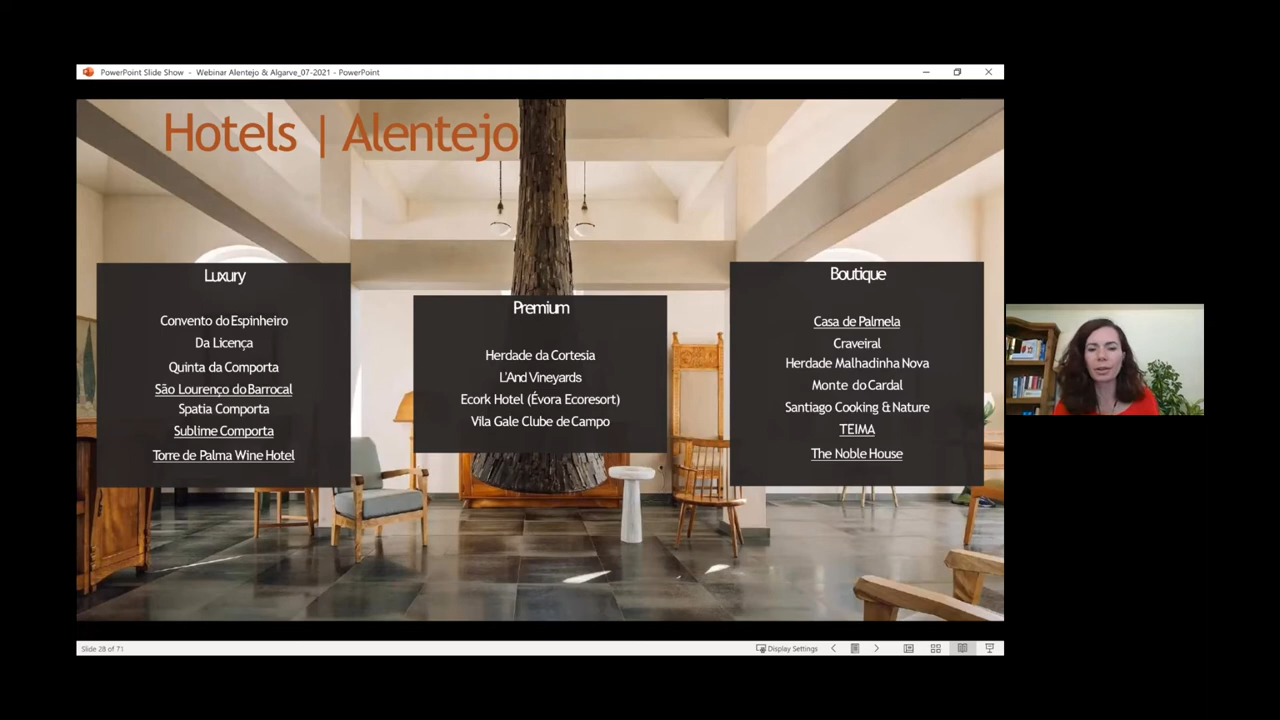 PowerPoint Slide Show - Webinar Alentejo & Algarve_07-2021 - PowerPoint
Hotels | Alentejo
Luxury
Convento do Espinheiro
Da Licença
Quinta da Comporta
São Lourenço do Barrocal
Spatia Comporta
Sublime Comporta
Torre de Palma Wine Hotel
Premium
Herdade da Cortesia
L'And Vineyards
Ecork Hotel (Évora Ecoresort)
Vila Gale Clube de Campo
Boutique
Casa de Palmela
Craveiral
Herdade Malhadinha Nova
Monte do Cardal
Santiago Cooking & Nature
TEIMA
The Noble House
Slide 28 of 71
Display Settings